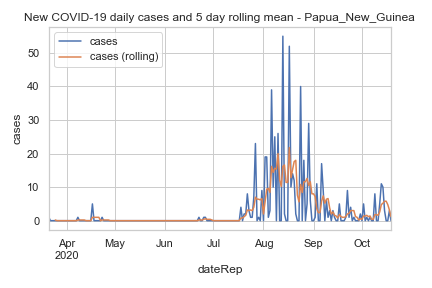 New COVID-19 daily cases and 5 day rolling mean - Papua_New_Guinea
cases
cases (rolling)
50
40
30
20
10
0
cases
Apr
2020
May
Jun
Jul
Aug
Sep
Oct
dateRep